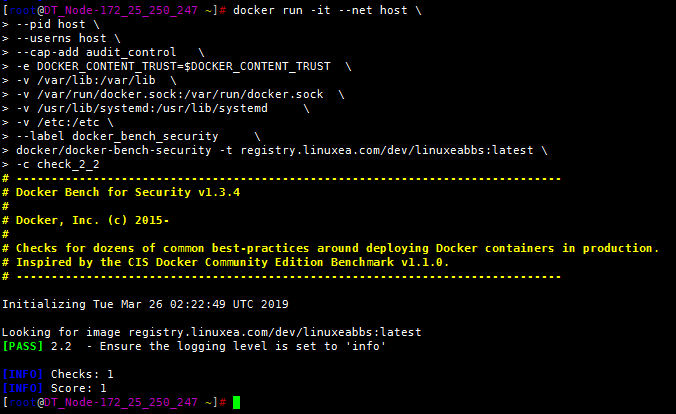 [root@DT_Node-172_25_250_247 ~]# docker run -it --net host \
> --pid host \
> --userns host \
> --cap-add audit_control   \
> -e DOCKER_CONTENT_TRUST=$DOCKER_CONTENT_TRUST  \
> -v /var/lib:/var/lib  \
> -v /var/run/docker.sock:/var/run/docker.sock  \
> -v /usr/lib/systemd:/usr/lib/systemd     \
> -v /etc:/etc \
> --label docker_bench_security     \
> docker/docker-bench-security -t registry.linuxea.com/dev/linuxeabbs:latest \
> -c check_2_2
# ------------------------------------------------------------------------------
# Docker Bench for Security v1.3.4
#
# Docker, Inc. (c) 2015-
#
# Checks for dozens of common best-practices around deploying Docker containers in production.
# Inspired by the CIS Docker Community Edition Benchmark v1.1.0.
# ------------------------------------------------------------------------------
Initializing Tue Mar 26 02:22:49 UTC 2019
Looking for image registry.linuxea.com/dev/linuxeabbs:latest
[PASS] 2.2  - Ensure the logging level is set to 'info'
[INFO] Checks: 1
[INFO] Score: 1
[root@DT_Node-172_25_250_247 ~]#